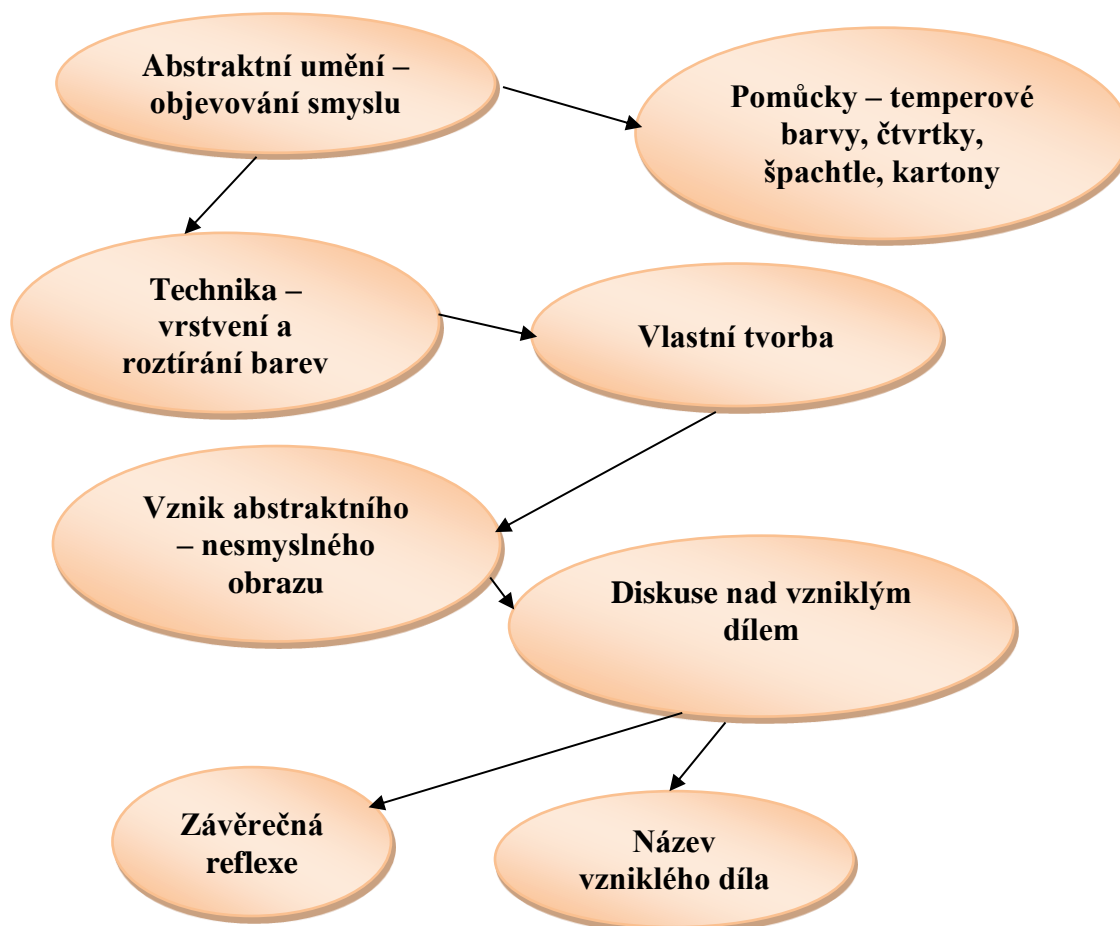 Abstraktní umění –
objevování smyslu
Pomůcky – temperové
barvy, čtvrtky,
špachtle, kartony
Technika –
vrstvení a
roztírání barev
Vlastní tvorba
Vznik abstraktního
– nesmyslného
obrazu
Diskuse nad vzniklým
dílem
Závěrečná
reflexe
Název
vzniklého díla